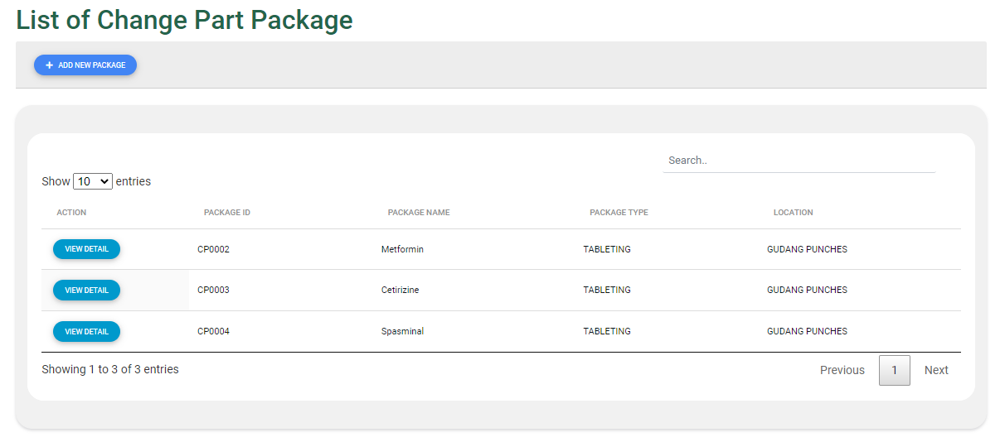 List of Change Part Package
+ ADD NEW PACKAGE
Search..
Show 10 entries
ACTION PACKAGE ID PACKAGE NAME PACKAGE TYPE LOCATION
VIEW DETAIL CP0002 Metformin TABLETING GUDANG PUNCHES
VIEW DETAIL CP0003 Cetirizine TABLETING GUDANG PUNCHES
VIEW DETAIL CP0004 Spasminal TABLETING GUDANG PUNCHES
Showing 1 to 3 of 3 entries Previous 1 Next